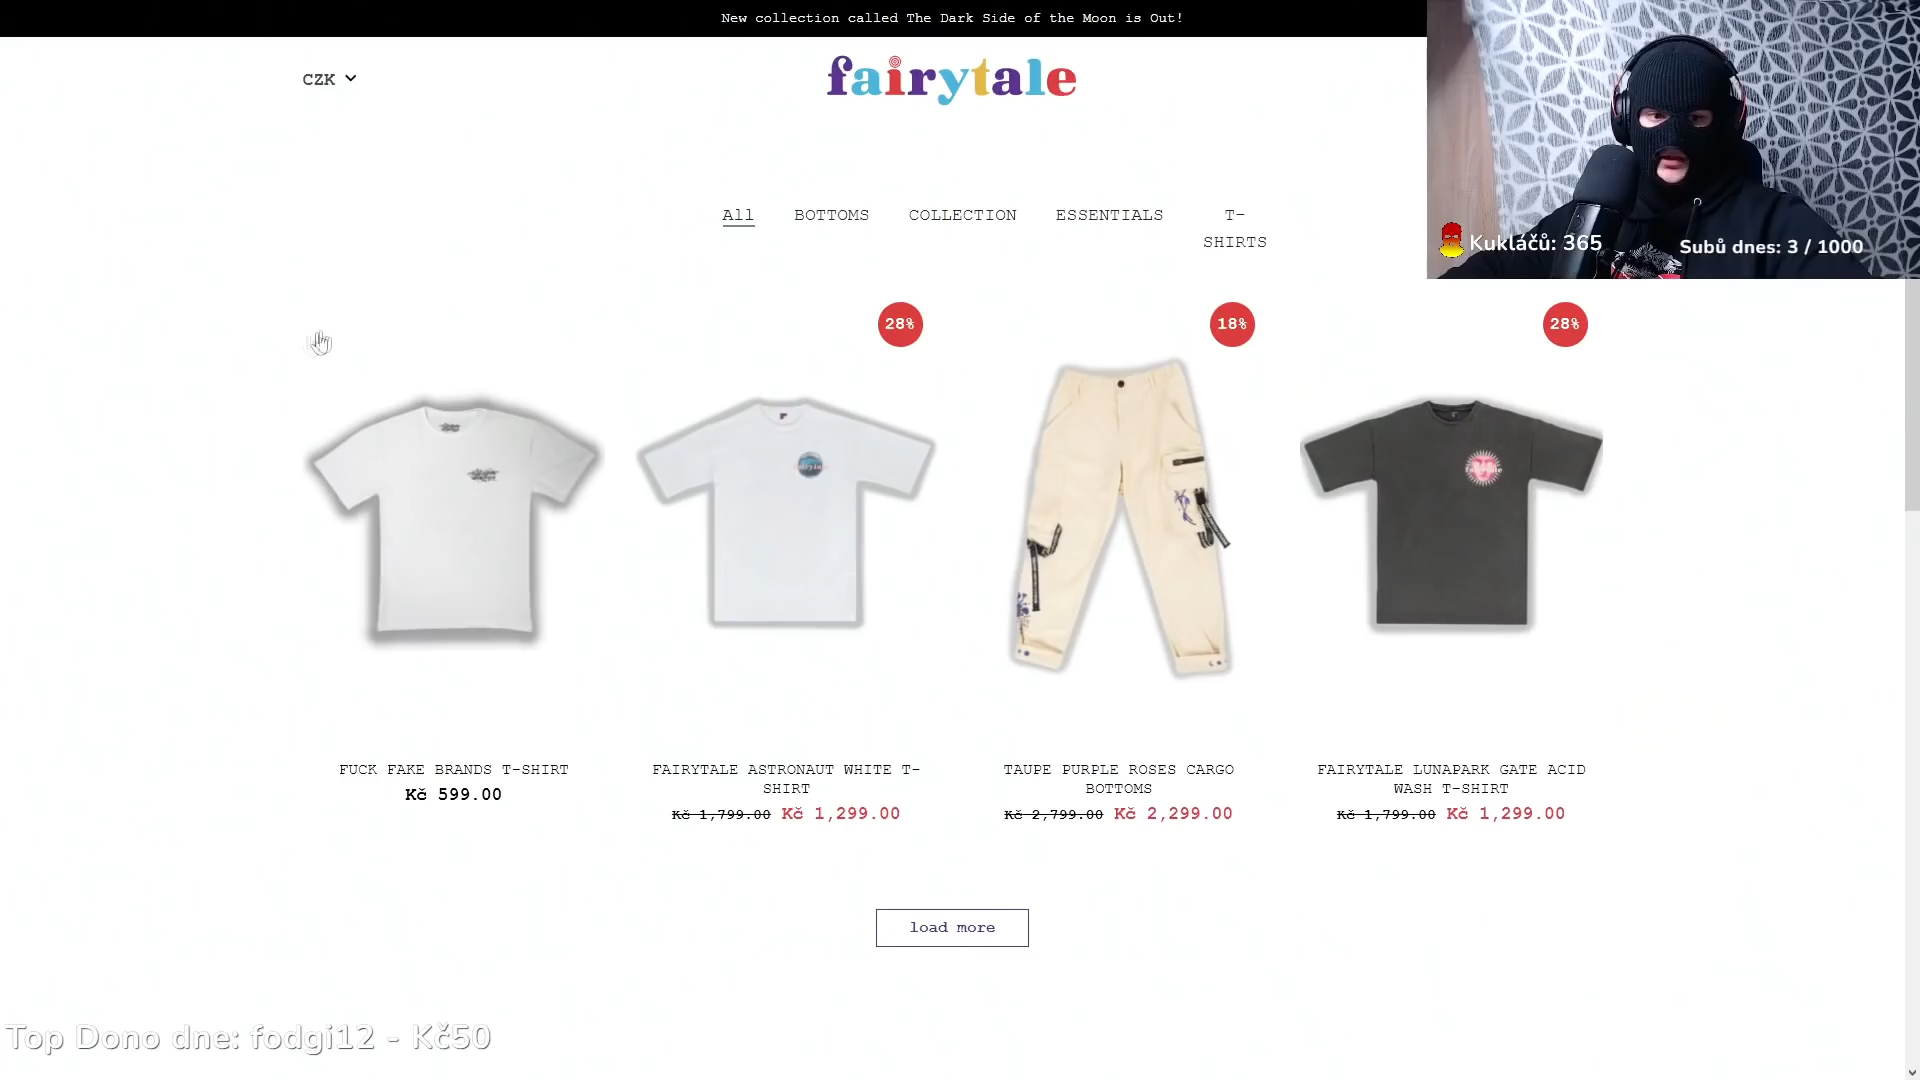 New collection called The Dark Side of the Moon is Out!
CZK
fairytale
All BOTTOMS COLLECTION ESSENTIALS T-
SHIRTS
Kukláčů: 365
Subů dnes: 3 / 1000
28%
18%
28%
fairytale
FUCK FAKE BRANDS T-SHIRT
Kč 599.00
FAIRYTALE ASTRONAUT WHITE T-
SHIRT
Kč 1,799.00 Kč 1,299.00
TAUPE PURPLE ROSES CARGO
BOTTOMS
Kč 2,799.00 Kč 2,299.00
FAIRYTALE LUNAPARK GATE ACID
WASH T-SHIRT
Kč 1,799.00 Kč 1,299.00
load more
Top Dono dne: fodgi12 - Kč50